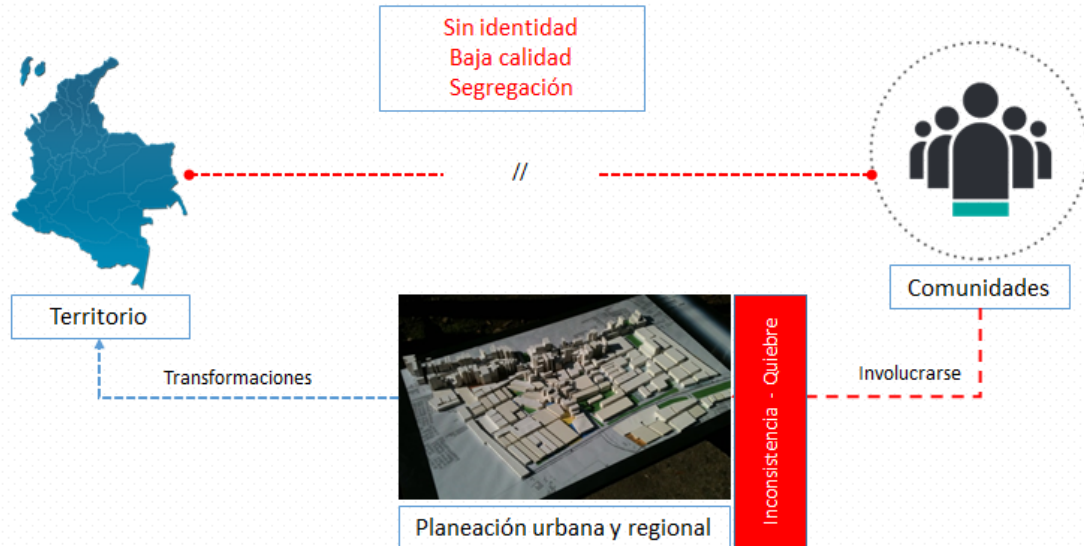 Sin identidad
Baja calidad
Segregación
//
Comunidades
Territorio
Transformaciones
Inconsistencia - Quiebre
Involucrarse
Planeación urbana y regional